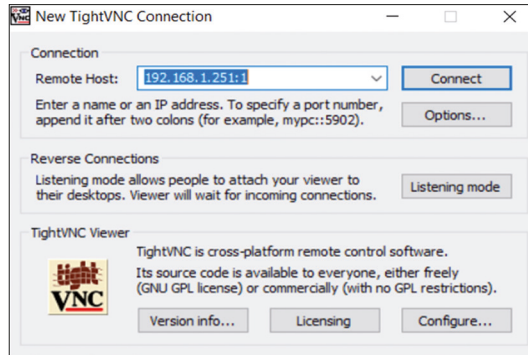 New TightVNC Connection
Connection
Remote Host: 192.168.1.251:1 Connect
Enter a name or an IP address. To specify a port number,
append it after two colons (for example, mypc::5902). Options...
Reverse Connections
Listening mode allows people to attach your viewer to
their desktops. Viewer will wait for incoming connections. Listening mode
TightVNC Viewer
TightVNC is cross-platform remote control software.
Its source code is available to everyone, either freely
(GNU GPL license) or commercially (with no GPL restrictions).
tight
VNC
Version info... Licensing Configure...